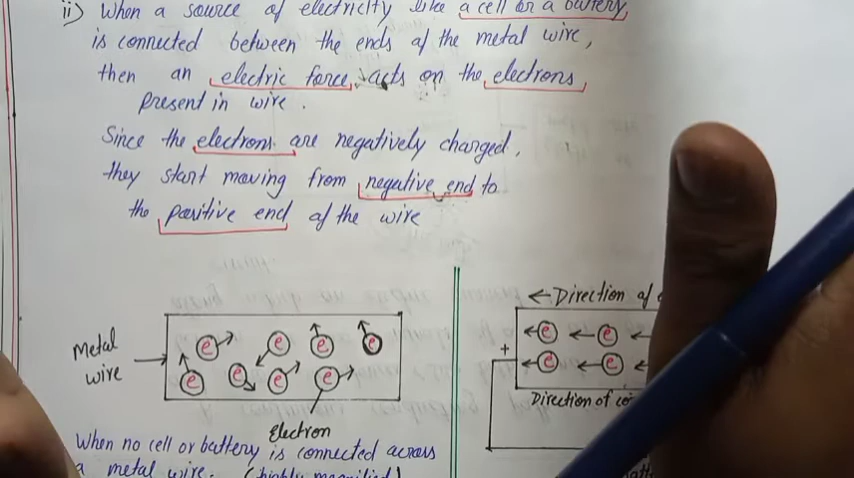 ii) When a source of electricity like a cell or a battery,
is connected between the ends of the metal wire,
then an electric force acts on the electrons
present in wire.
Since the electrons are negatively charged,
they start moving from negative end to
the positive end of the wire
Metal
wire
e e e e
e e e e
Electron
When no cell or battery is connected across
a metal wire. (highly magnified)
← Direction of
+
e e
e e
Direction of